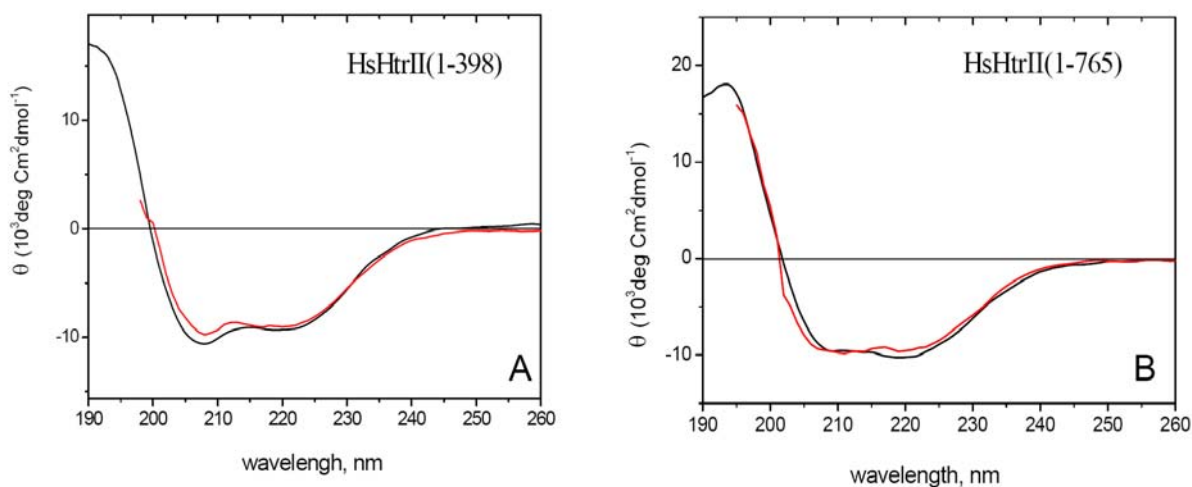 HsHtrII(1-398)
θ (10³deg Cm²dmol⁻¹)
10
0
-10
190 200 210 220 230 240 250 260
wavelengh, nm
A
HsHtrII(1-765)
θ (10³deg Cm²dmol⁻¹)
20
10
0
-10
190 200 210 220 230 240 250 260
wavelength, nm
B